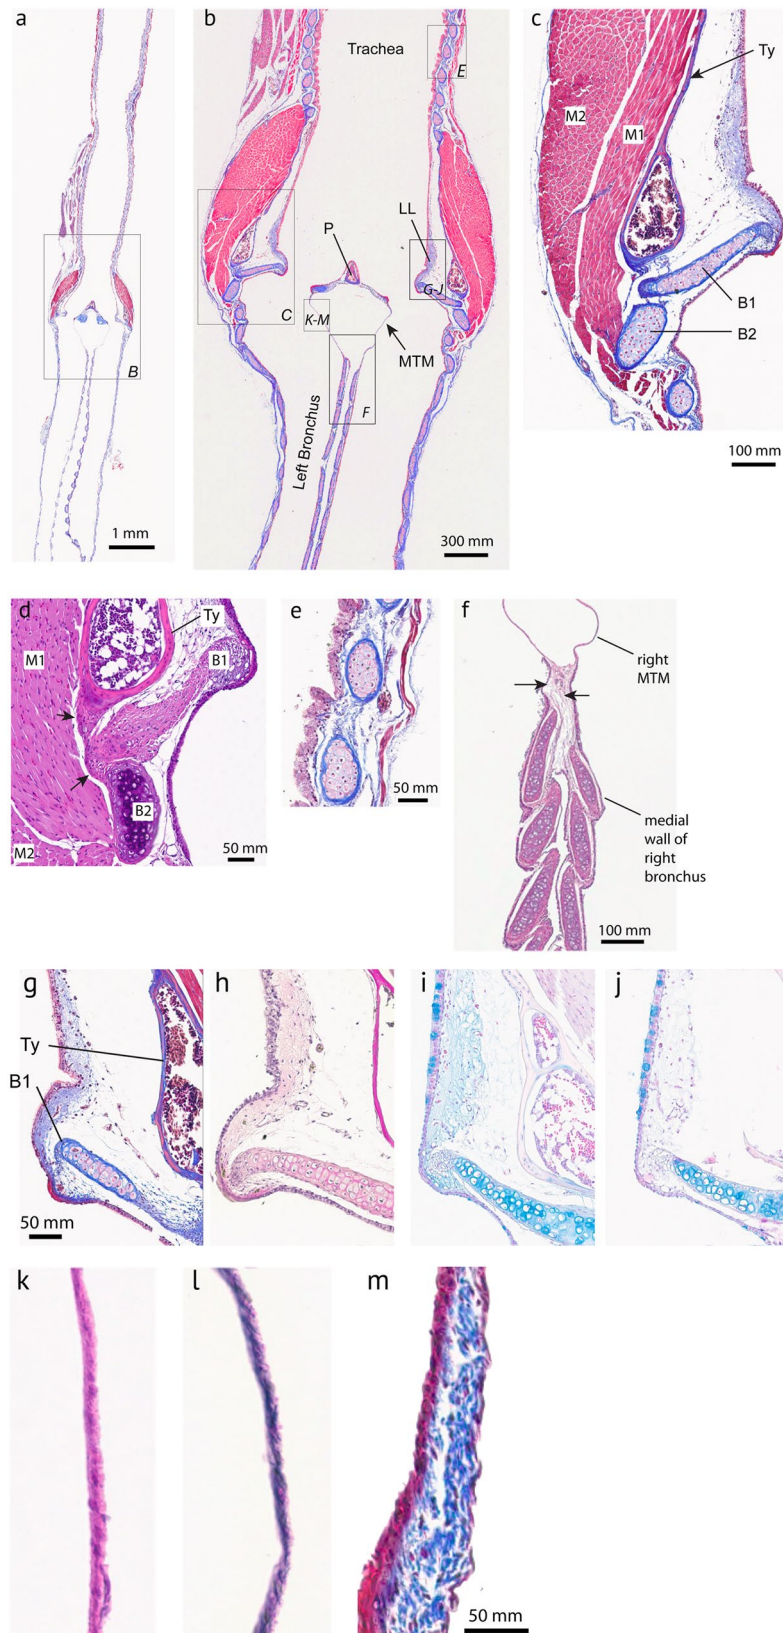 a
B
1 mm
b
Trachea
E
P
LL
G-J
C
K-M
MTM
F
Left Bronchus
300 mm
c
Ty
M2
M1
B1
B2
100 mm
d
Ty
M1
B1
B2
M2
50 mm
e
50 mm
f
right
MTM
medial
wall of
right
bronchus
100 mm
g
Ty
B1
50 mm
h
i
j
k
l
m
50 mm